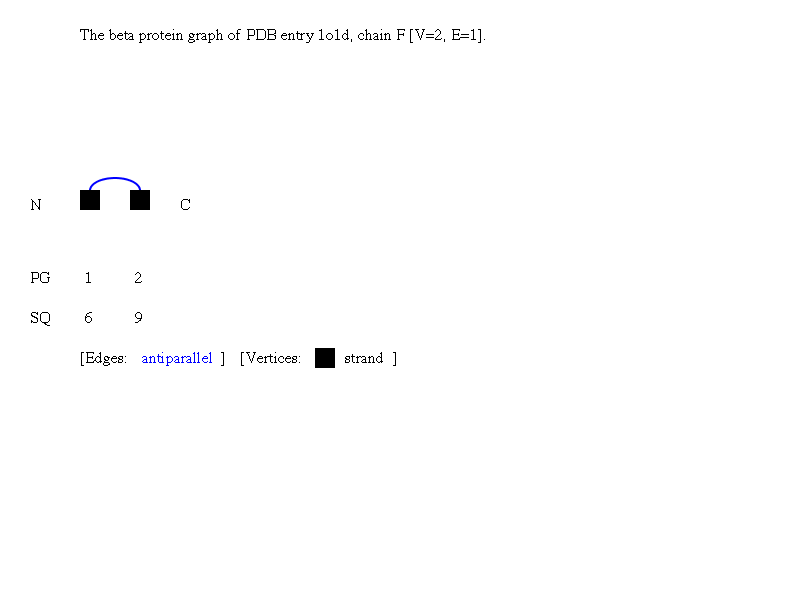 The beta protein graph of PDB entry 1o1d, chain F [V=2, E=1].
N C
PG 1 2
SQ 6 9
[Edges: antiparallel ] [Vertices: strand ]